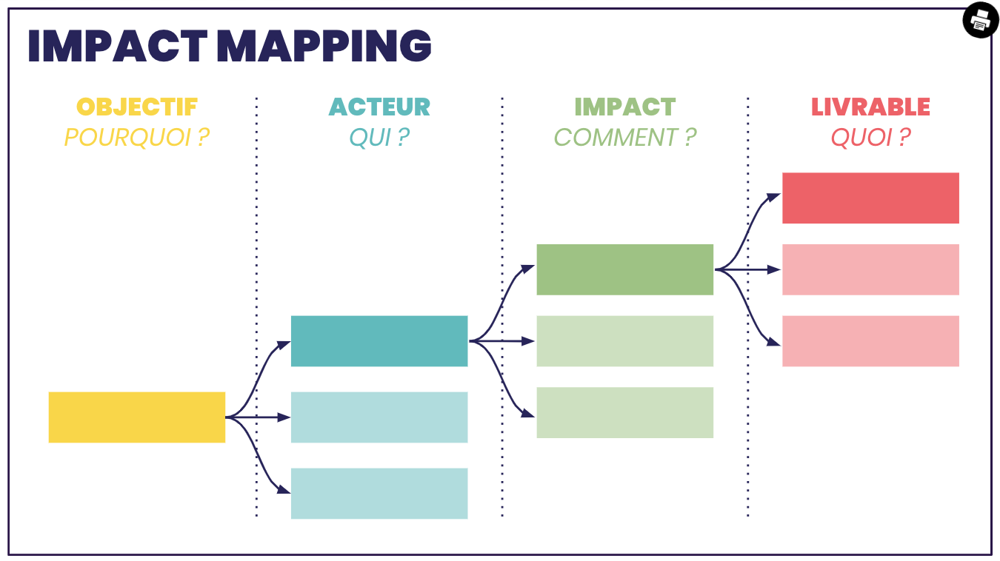 IMPACT MAPPING
OBJECTIF
POURQUOI ?
ACTEUR
QUI ?
IMPACT
COMMENT ?
LIVRABLE
QUOI ?